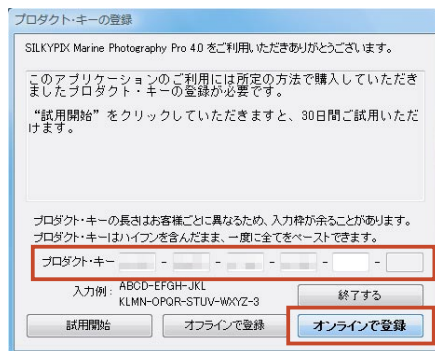 プロダクト・キーの登録
SILKYPIX Marine Photography Pro 4.0 をご利用いただきありがとうございます。
このアプリケーションのご利用には所定の方法で購入していただき
ましたプロダクト・キーの登録が必要です。
“試用開始”をクリックしていただきますと、30日間ご試用いただ
けます。
プロダクト・キーの長さはお客様ごとに異なるため、入力枠が余ることがあります。
プロダクト・キーはハイフンを含んだまま、一度に全てをペーストできます。
プロダクト・キー - - - - -
入力例: ABCD-EFGH-JKL
KLMN-OPQR-STUV-WXYZ-3
終了する
試用開始 オフラインで登録 オンラインで登録